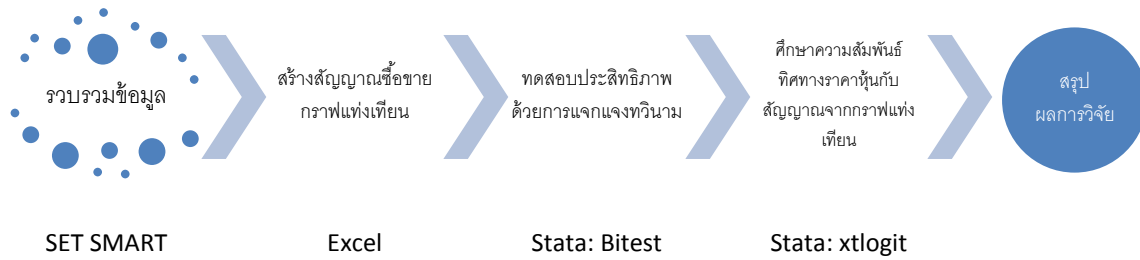 รวบรวมข้อมูล
สร้างสัญญาณซื้อขาย
กราฟแท่งเทียน
ทดสอบประสิทธิภาพ
ด้วยการแจกแจงทวินาม
ศึกษาความสัมพันธ์
ทิศทางราคาหุ้นกับ
สัญญาณจากกราฟแท่ง
เทียน
สรุป
ผลการวิจัย
SET SMART
Excel
Stata: Bitest
Stata: xtlogit